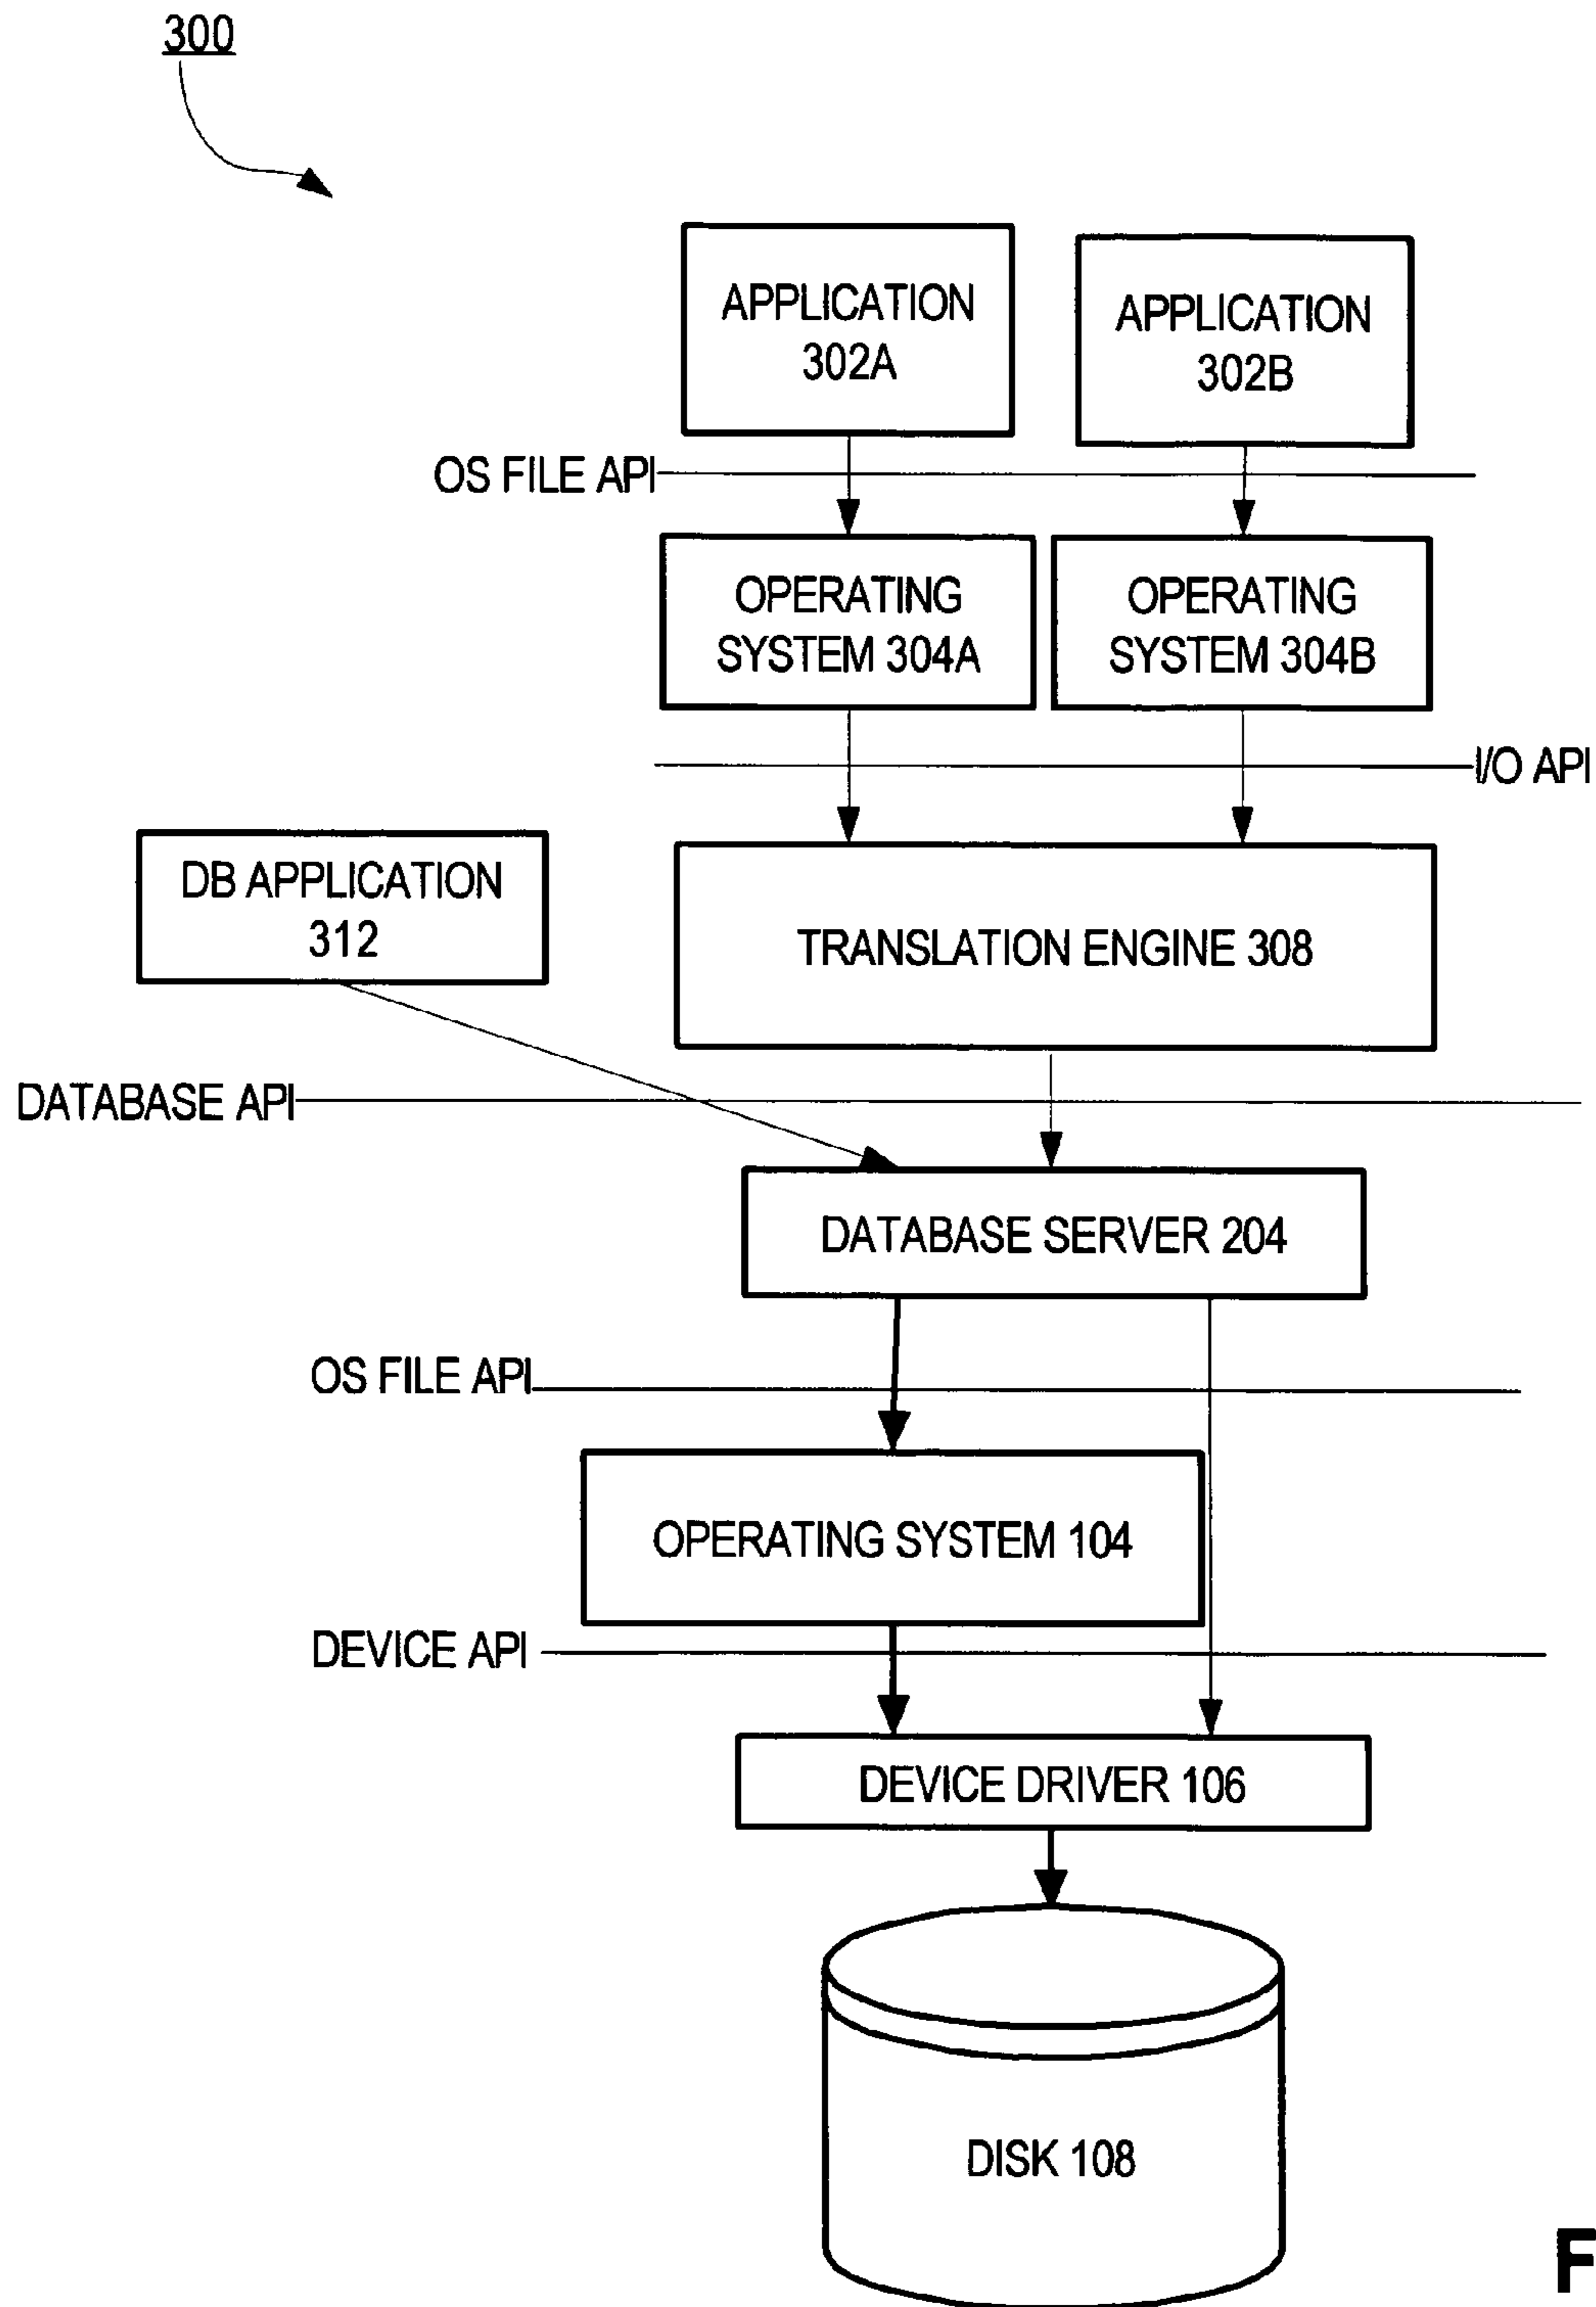 300
APPLICATION
302A
APPLICATION
302B
OS FILE API
OPERATING
SYSTEM 304A
OPERATING
SYSTEM 304B
I/O API
DB APPLICATION
312
TRANSLATION ENGINE 308
DATABASE API
DATABASE SERVER 204
OS FILE API
OPERATING SYSTEM 104
DEVICE API
DEVICE DRIVER 106
DISK 108
F